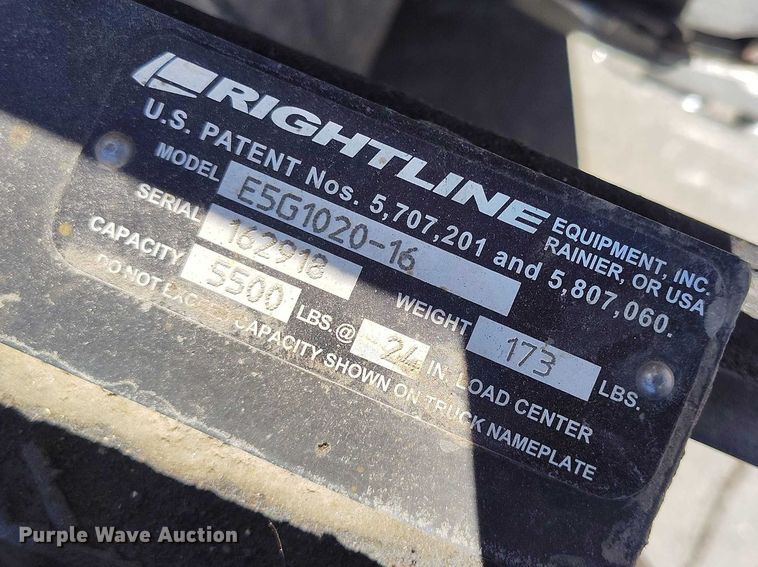 RIGHTLINE EQUIPMENT, INC.
RAINIER, OR USA
U.S. PATENT Nos. 5,707,201 and 5,807,060.
MODEL E5G1020-16
SERIAL 162918 WEIGHT 173 LBS.
CAPACITY 5500 LBS.@ 24 IN. LOAD CENTER
DO NOT EXC CAPACITY SHOWN ON TRUCK NAMEPLATE
Purple Wave Auction